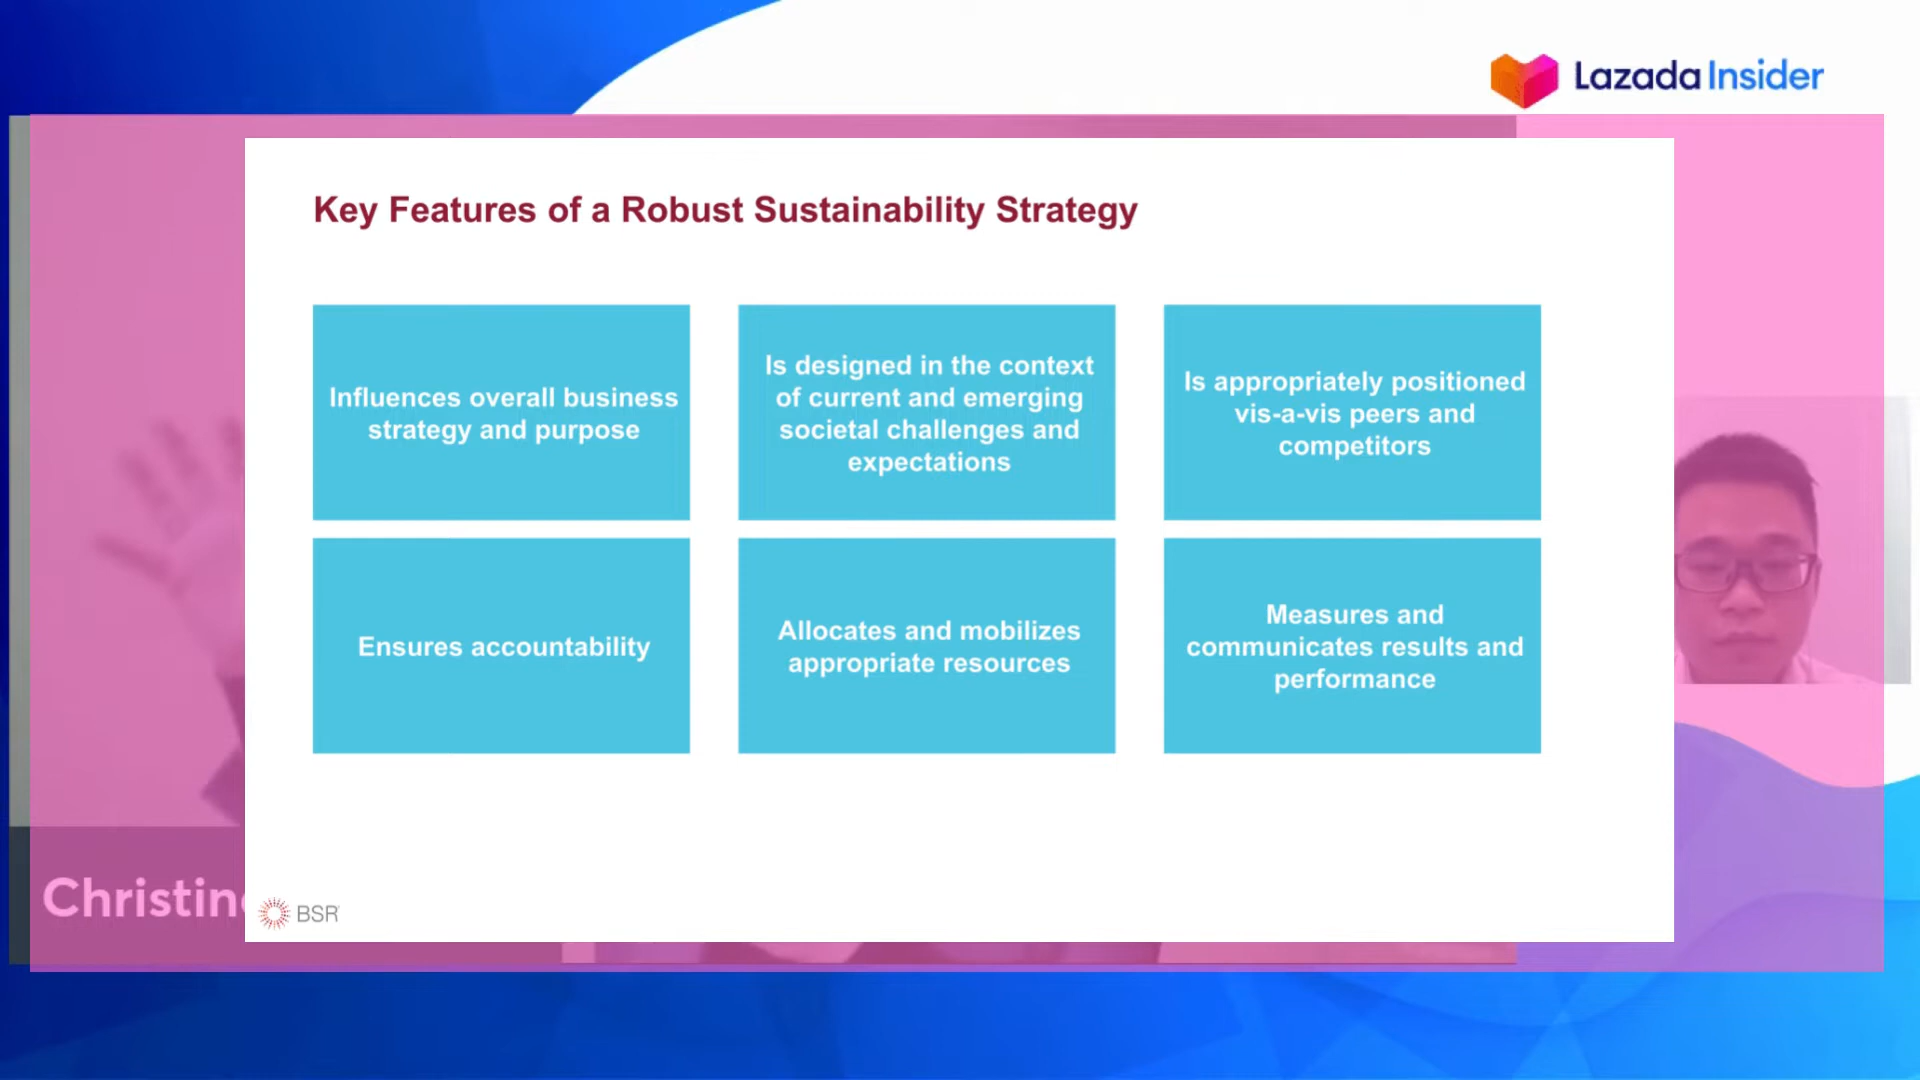 Lazada Insider
Key Features of a Robust Sustainability Strategy
Influences overall business
strategy and purpose
Is designed in the context
of current and emerging
societal challenges and
expectations
Is appropriately positioned
vis-a-vis peers and
competitors
Ensures accountability
Allocates and mobilizes
appropriate resources
Measures and
communicates results and
performance
Christin
BSR